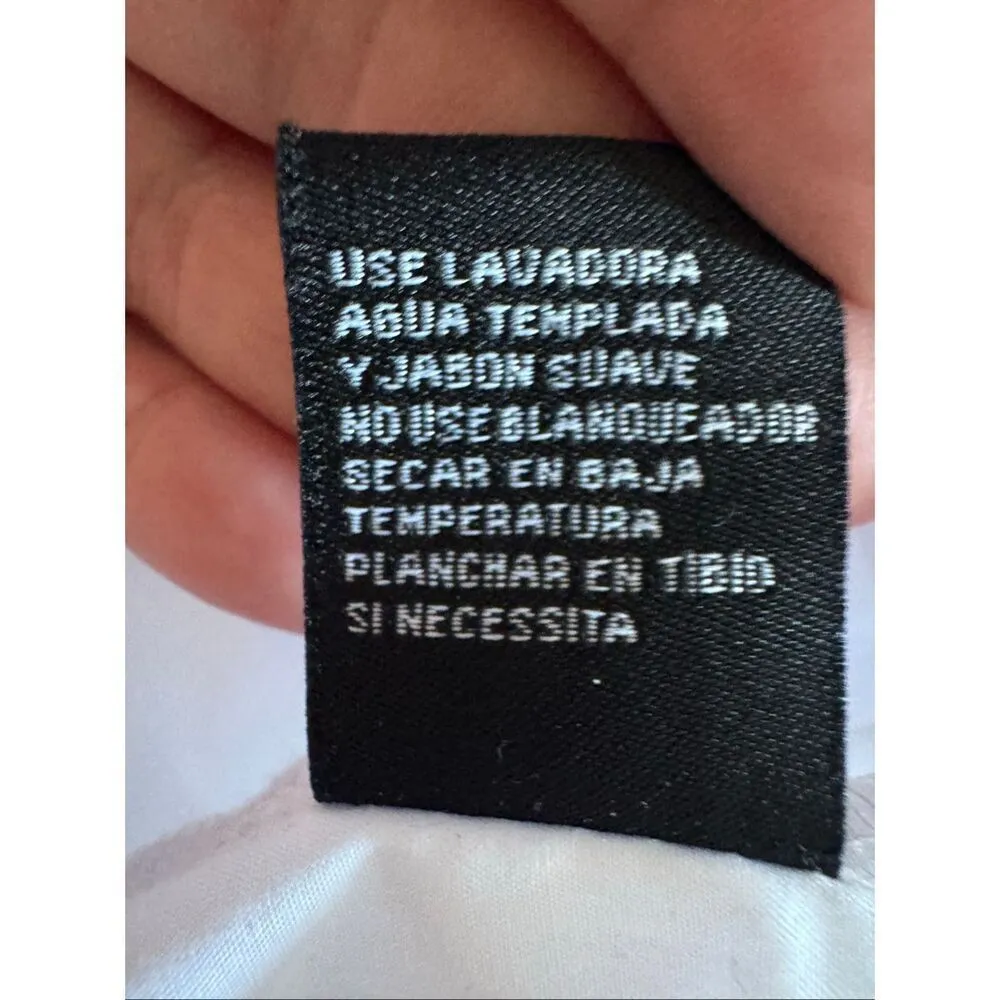 USE LAVADORA
AGUA TEMPLADA
Y JABON SUAVE
NO USE BLANQUEADOR
SECAR EN BAJA
TEMPERATURA
PLANCHAR EN TIBIO
SI NECESSITA